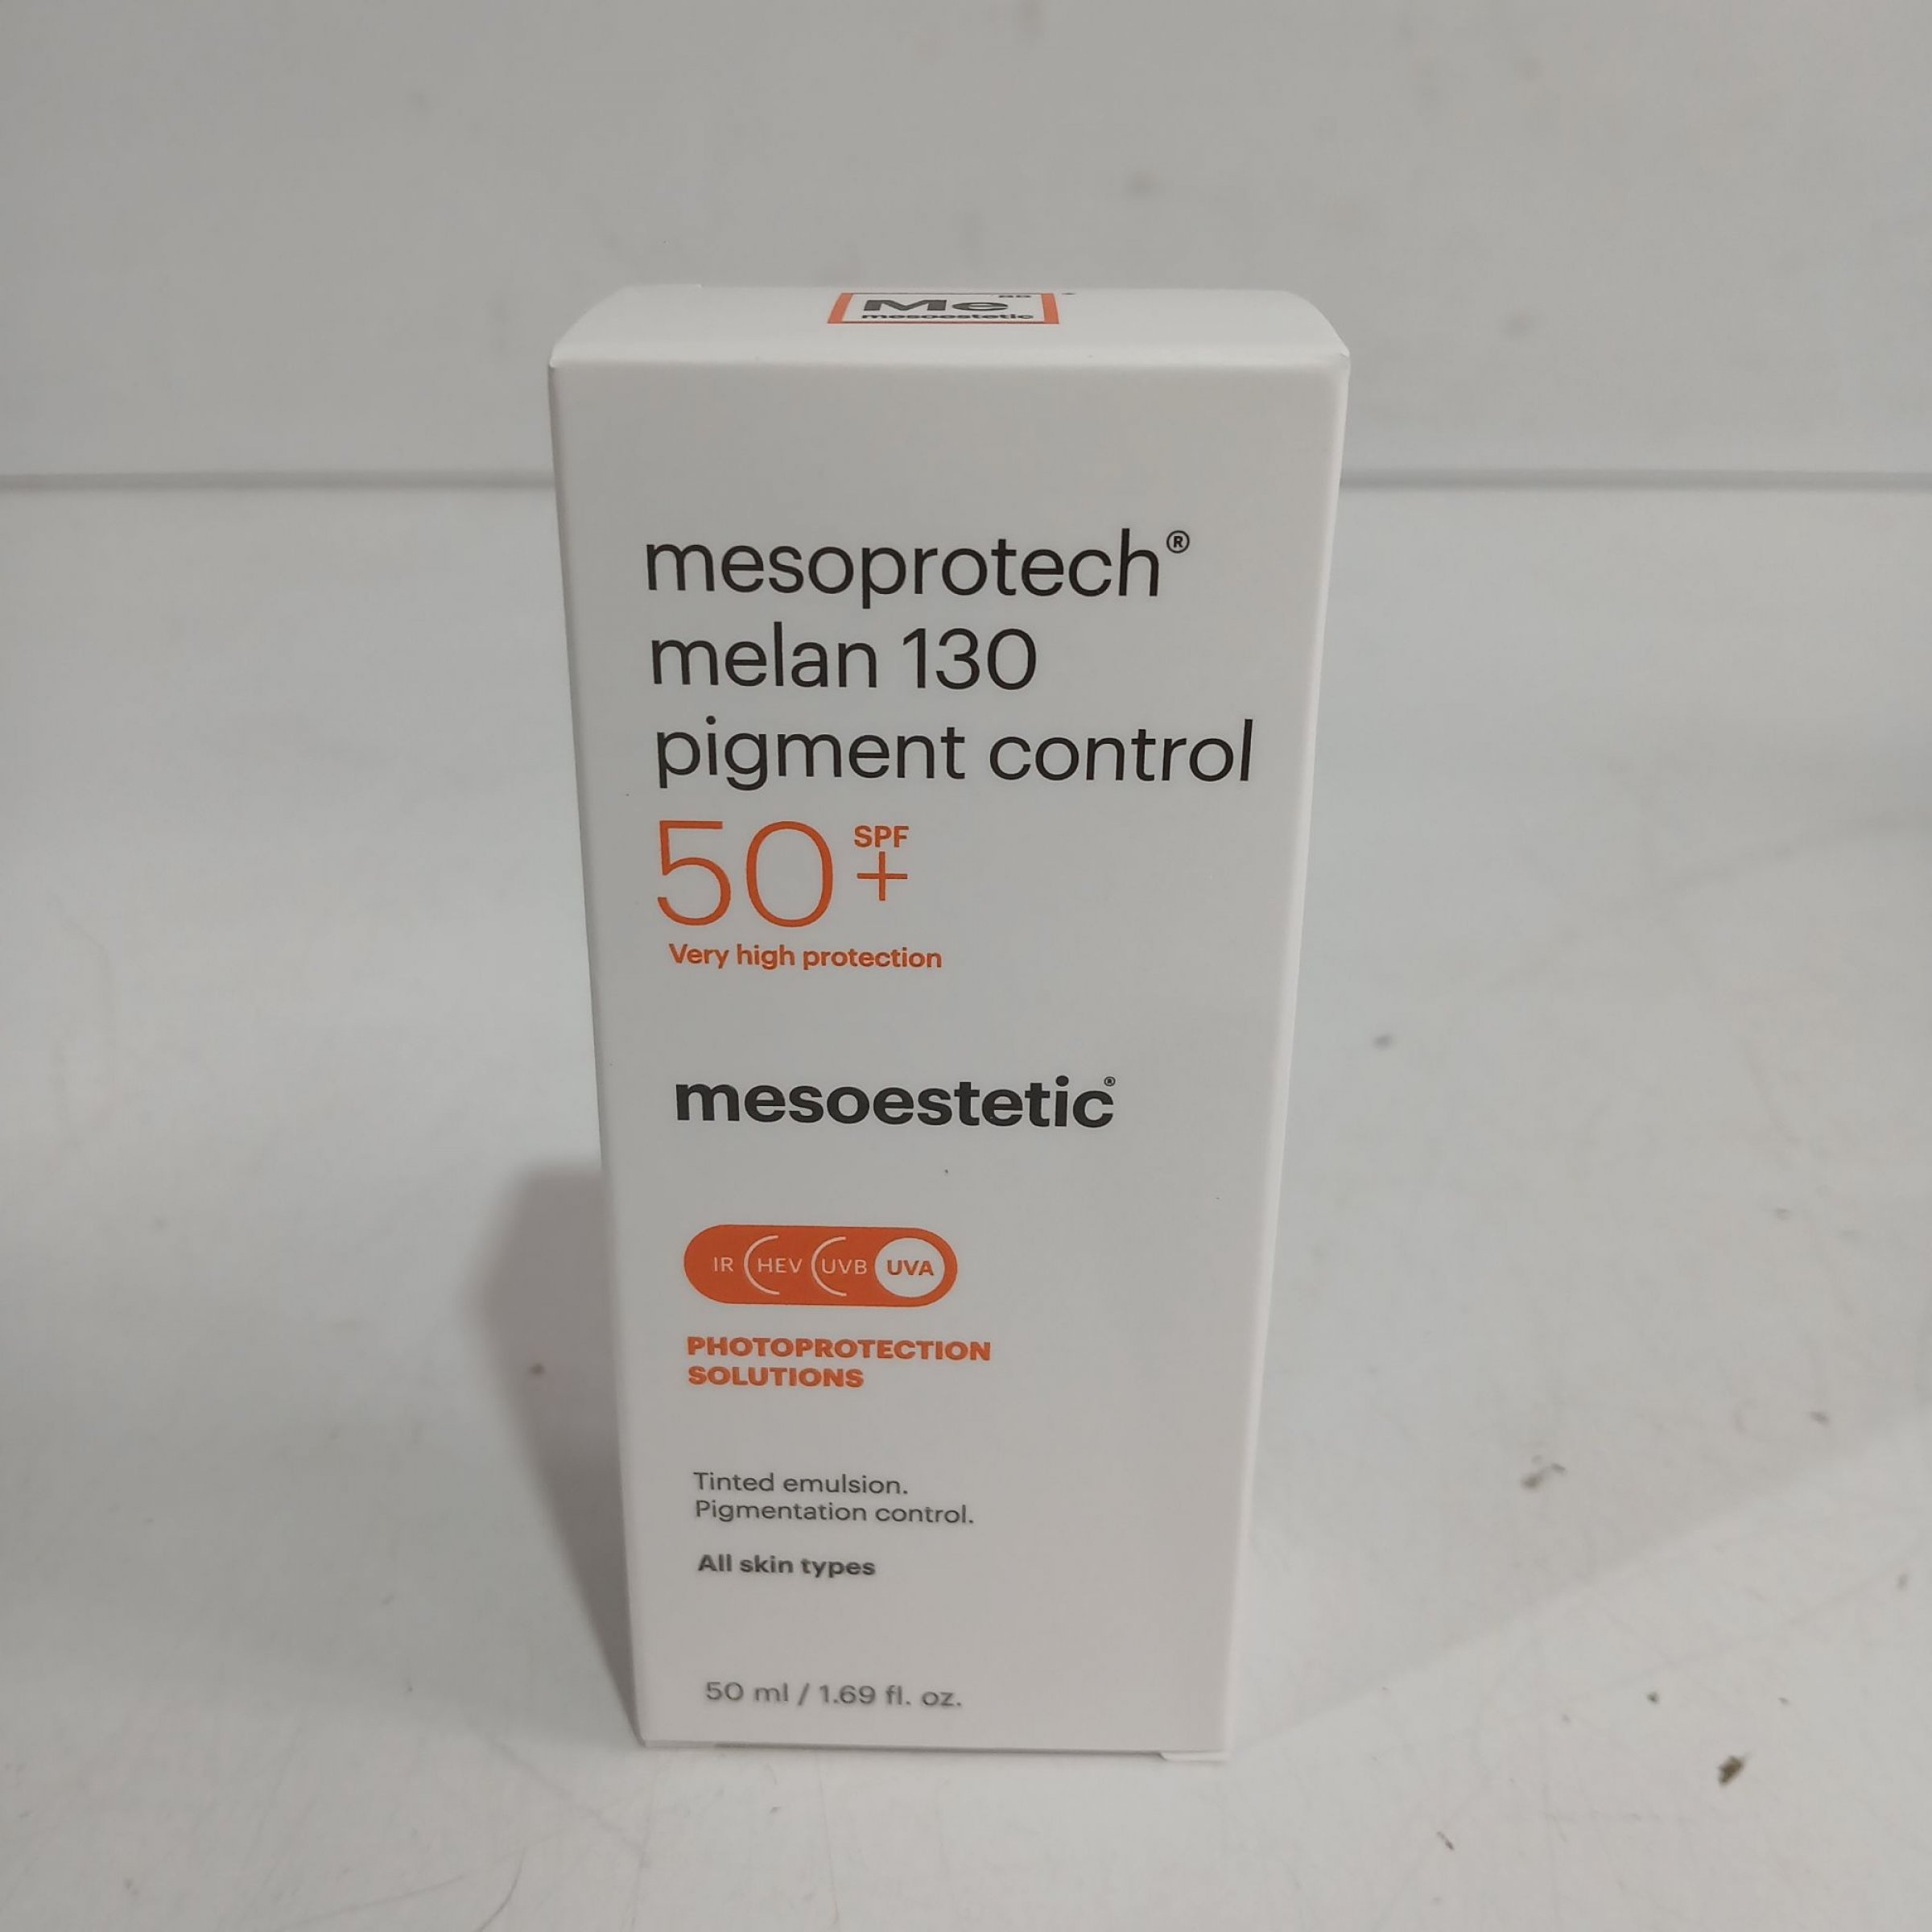 Me
mesoestetic
mesoprotech®
melan 130
pigment control
50 SPF +
Very high protection
mesoestetic®
IR HEV UVB UVA
PHOTOPROTECTION
SOLUTIONS
Tinted emulsion.
Pigmentation control.
All skin types
50 ml / 1.69 fl. oz.